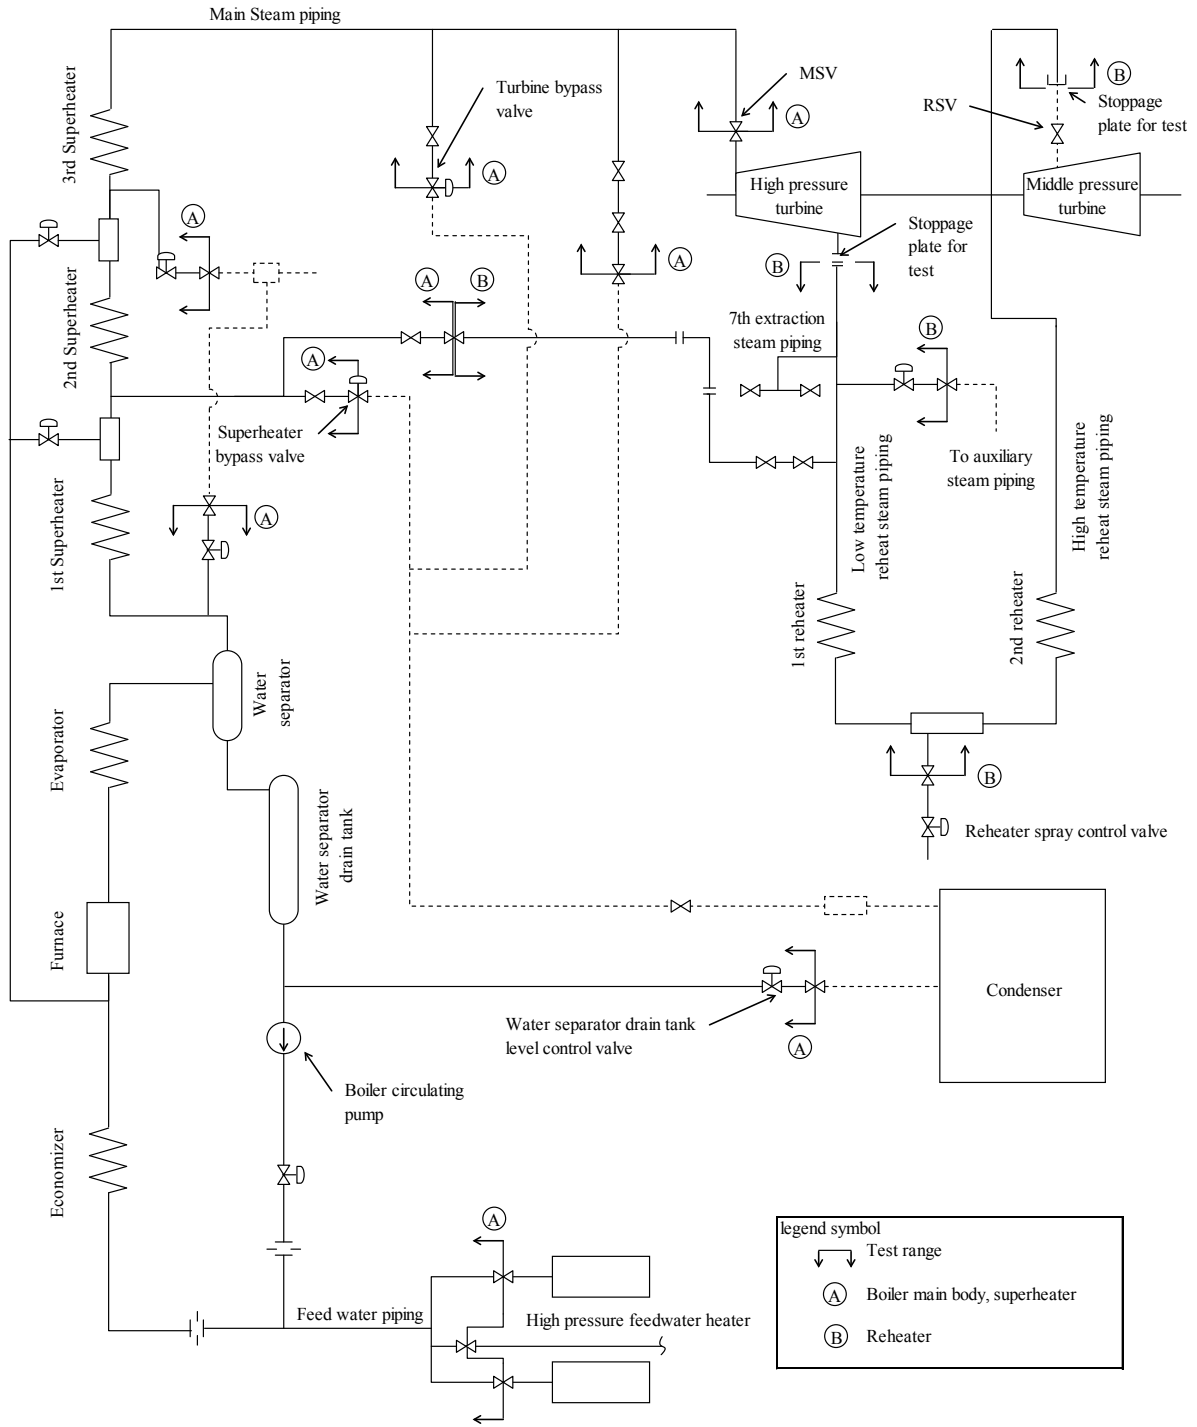 Main Steam piping
3rd Superheater
Turbine bypass
valve
MSV
A
B
RSV
Stoppage
plate for test
A
A
High pressure
turbine
Middle pressure
turbine
A
Stoppage
plate for
test
A
B
A
B
2nd Superheater
7th extraction
steam piping
B
A
Superheater
bypass valve
To auxiliary
steam piping
Low temperature
reheat steam piping
High temperature
reheat steam piping
1st Superheater
A
1st reheater
2nd reheater
Water
separator
Evaporator
B
Water separator
drain tank
Reheater spray control valve
Furnace
Condenser
Water separator drain tank
level control valve
A
Boiler circulating
pump
Economizer
A
legend symbol
Test range
A
Boiler main body, superheater
B
Reheater
Feed water piping
High pressure feedwater heater